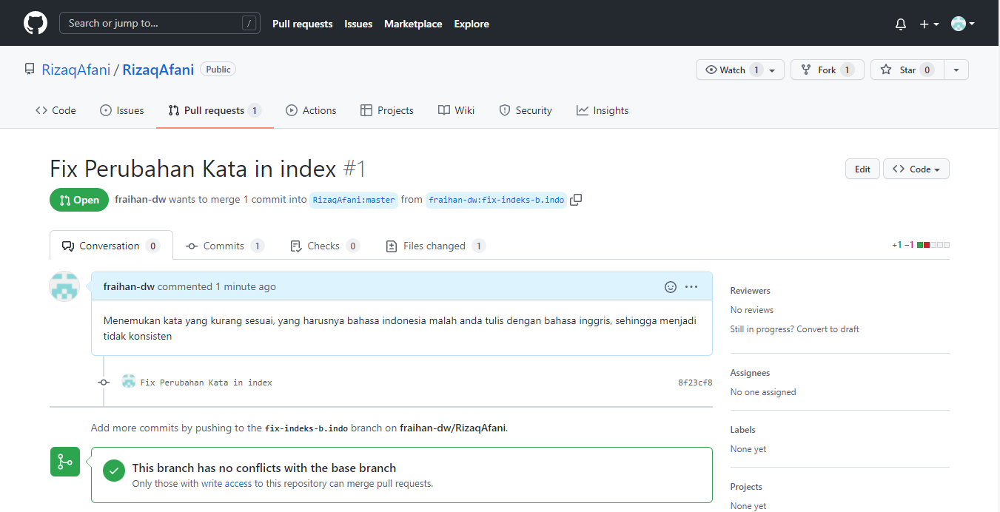 Search or jump to... /
Pull requests Issues Marketplace Explore
RizaqAfani / RizaqAfani Public
Watch 1 Fork 1 Star 0
Code Issues Pull requests 1 Actions Projects Wiki Security Insights
Fix Perubahan Kata in index #1
Edit Code
Open fraihan-dw wants to merge 1 commit into RizaqAfani:master from fraihan-dw:fix-indeks-b.indo
Conversation 0 Commits 1 Checks 0 Files changed 1
+1 −1
fraihan-dw commented 1 minute ago
Menemukan kata yang kurang sesuai, yang harusnya bahasa indonesia malah anda tulis dengan bahasa inggris, sehingga menjadi
tidak konsisten
Fix Perubahan Kata in index 8f23cf8
Add more commits by pushing to the fix-indeks-b.indo branch on fraihan-dw/RizaqAfani.
This branch has no conflicts with the base branch
Only those with write access to this repository can merge pull requests.
Reviewers
No reviews
Still in progress? Convert to draft
Assignees
No one assigned
Labels
None yet
Projects
None yet